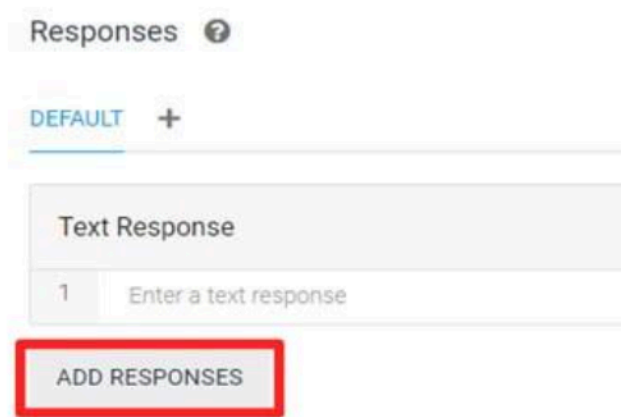 Responses ?
DEFAULT +
Text Response
1 Enter a text response
ADD RESPONSES